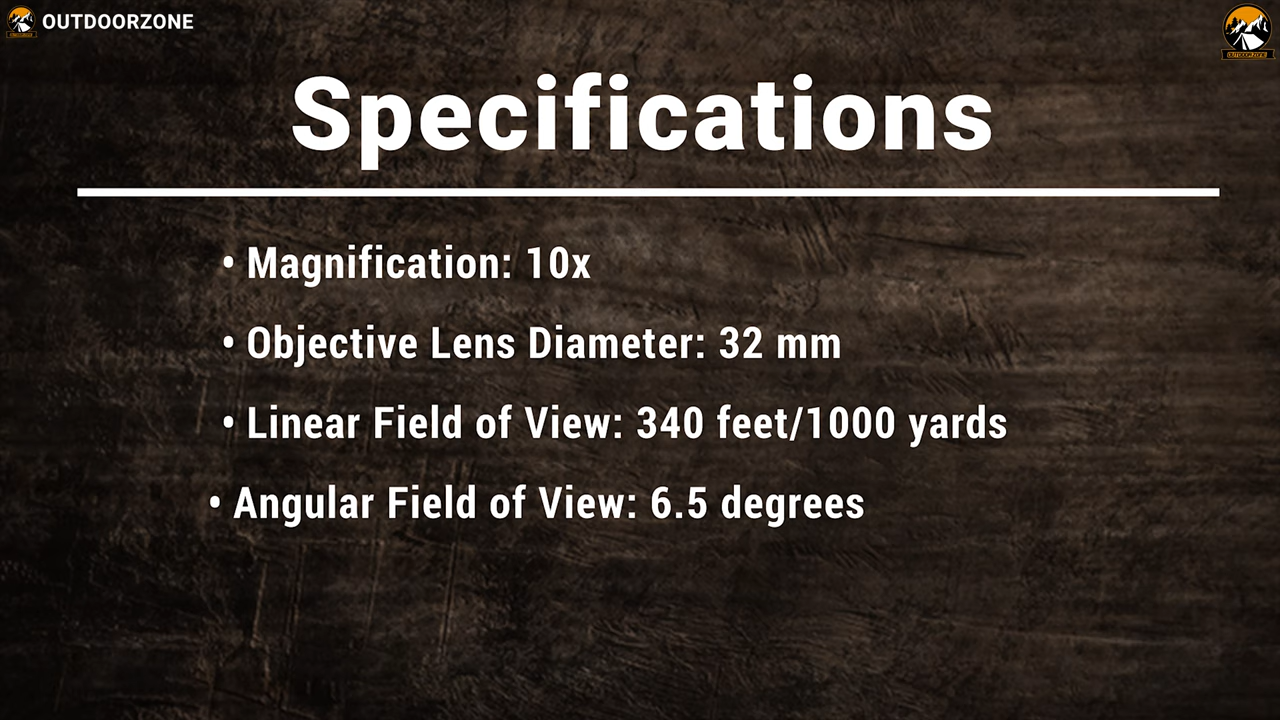 OUTDOORZONE
OUTDOORZONE
Specifications
• Magnification: 10x
• Objective Lens Diameter: 32 mm
• Linear Field of View: 340 feet/1000 yards
• Angular Field of View: 6.5 degrees